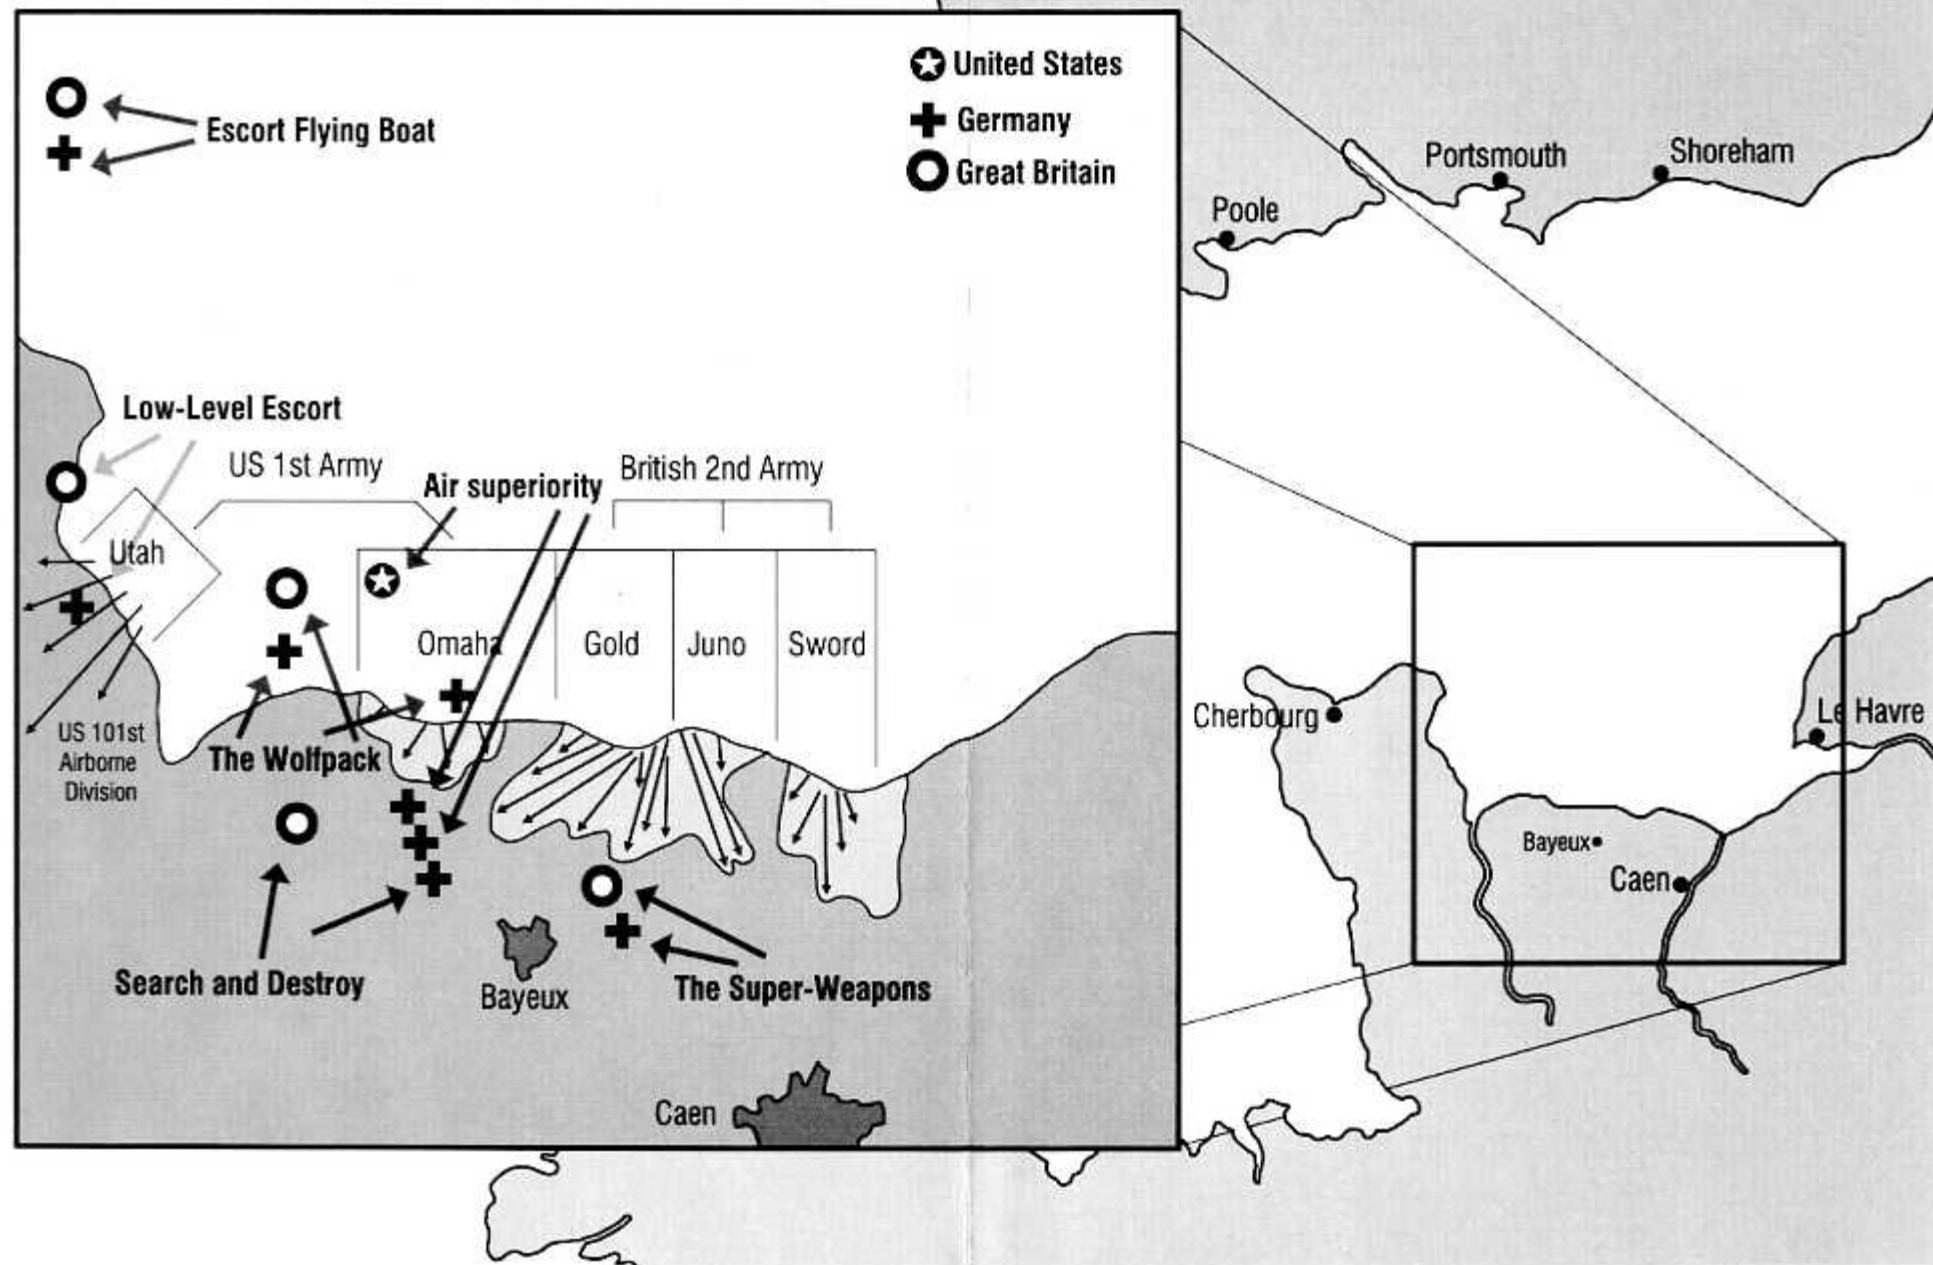 United States
Germany
Great Britain
Escort Flying Boat
Portsmouth
Shoreham
Poole
Low-Level Escort
US 1st Army
Air superiority
British 2nd Army
Utah
Omaha
Gold
Juno
Sword
US 101st
Airborne
Division
The Wolfpack
Search and Destroy
Bayeux
The Super-Weapons
Caen
Cherbourg
Le Havre
Bayeux
Caen